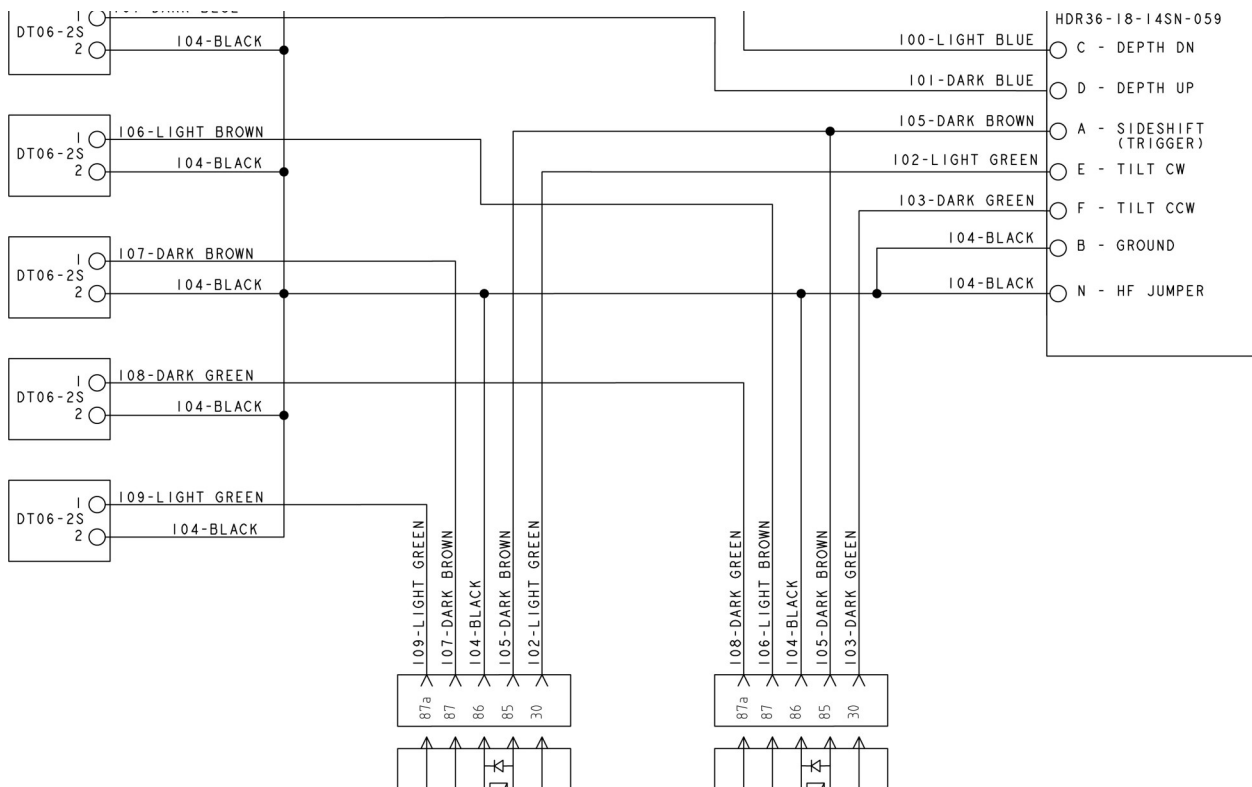 DT06-2S
1
2
104-BLACK
HDR36-18-14SN-059
100-LIGHT BLUE
C - DEPTH DN
101-DARK BLUE
D - DEPTH UP
105-DARK BROWN
A - SIDESHIFT
(TRIGGER)
102-LIGHT GREEN
E - TILT CW
103-DARK GREEN
F - TILT CCW
104-BLACK
B - GROUND
104-BLACK
N - HF JUMPER
DT06-2S
1
2
106-LIGHT BROWN
104-BLACK
DT06-2S
1
2
107-DARK BROWN
104-BLACK
DT06-2S
1
2
108-DARK GREEN
104-BLACK
DT06-2S
1
2
109-LIGHT GREEN
104-BLACK
109-LIGHT GREEN
107-DARK BROWN
104-BLACK
105-DARK BROWN
102-LIGHT GREEN
87a
87
86
85
30
108-DARK GREEN
106-LIGHT BROWN
104-BLACK
105-DARK BROWN
103-DARK GREEN
87a
87
86
85
30